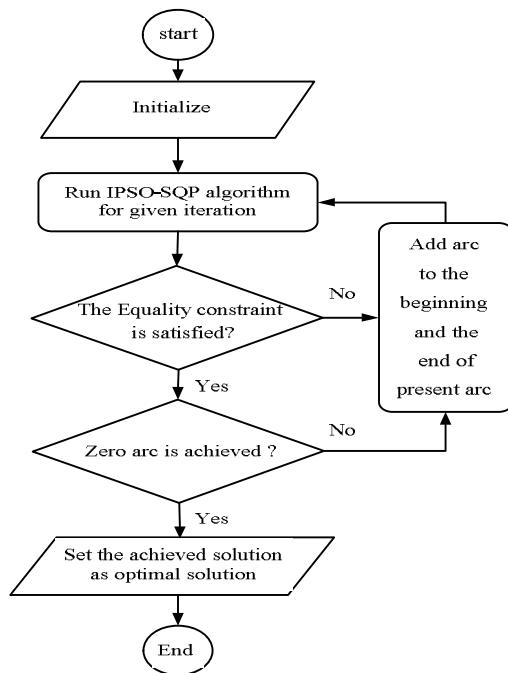 start
Initialize
Run IPSO-SQP algorithm
for given iteration
The Equality constraint
is satisfied?
No
Add arc
to the
beginning
and the
end of
present arc
Yes
Zero arc is achieved ?
No
Yes
Set the achieved solution
as optimal solution
End